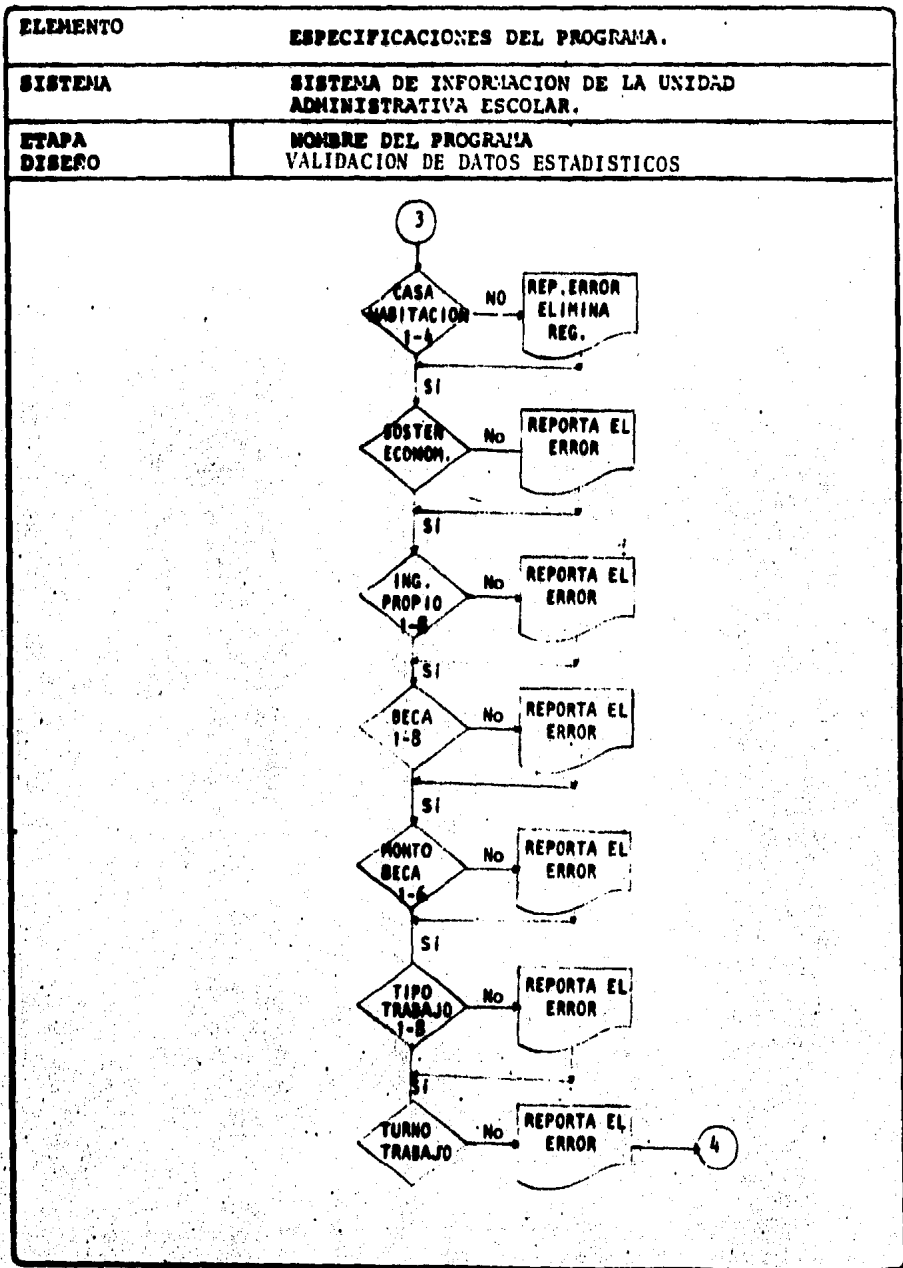 ELEMENTO
ESPECIFICACIONES DEL PROGRAMA.
SISTEMA
SISTEMA DE INFORMACION DE LA UNIDAD
ADMINISTRATIVA ESCOLAR.
ETAPA
DISEÑO
NOMBRE DEL PROGRAMA
VALIDACION DE DATOS ESTADISTICOS
3
CASA
HABITACION
1-4
NO
REP. ERROR
ELIMINA
REG.
SI
SOSTEN
ECONOM.
No
REPORTA EL
ERROR
SI
ING.
PROPIO
1-8
No
REPORTA EL
ERROR
SI
BECA
1-8
No
REPORTA EL
ERROR
SI
MONTO
BECA
1-6
No
REPORTA EL
ERROR
SI
TIPO
TRABAJO
1-8
No
REPORTA EL
ERROR
SI
TURNO
TRABAJO
No
REPORTA EL
ERROR
4